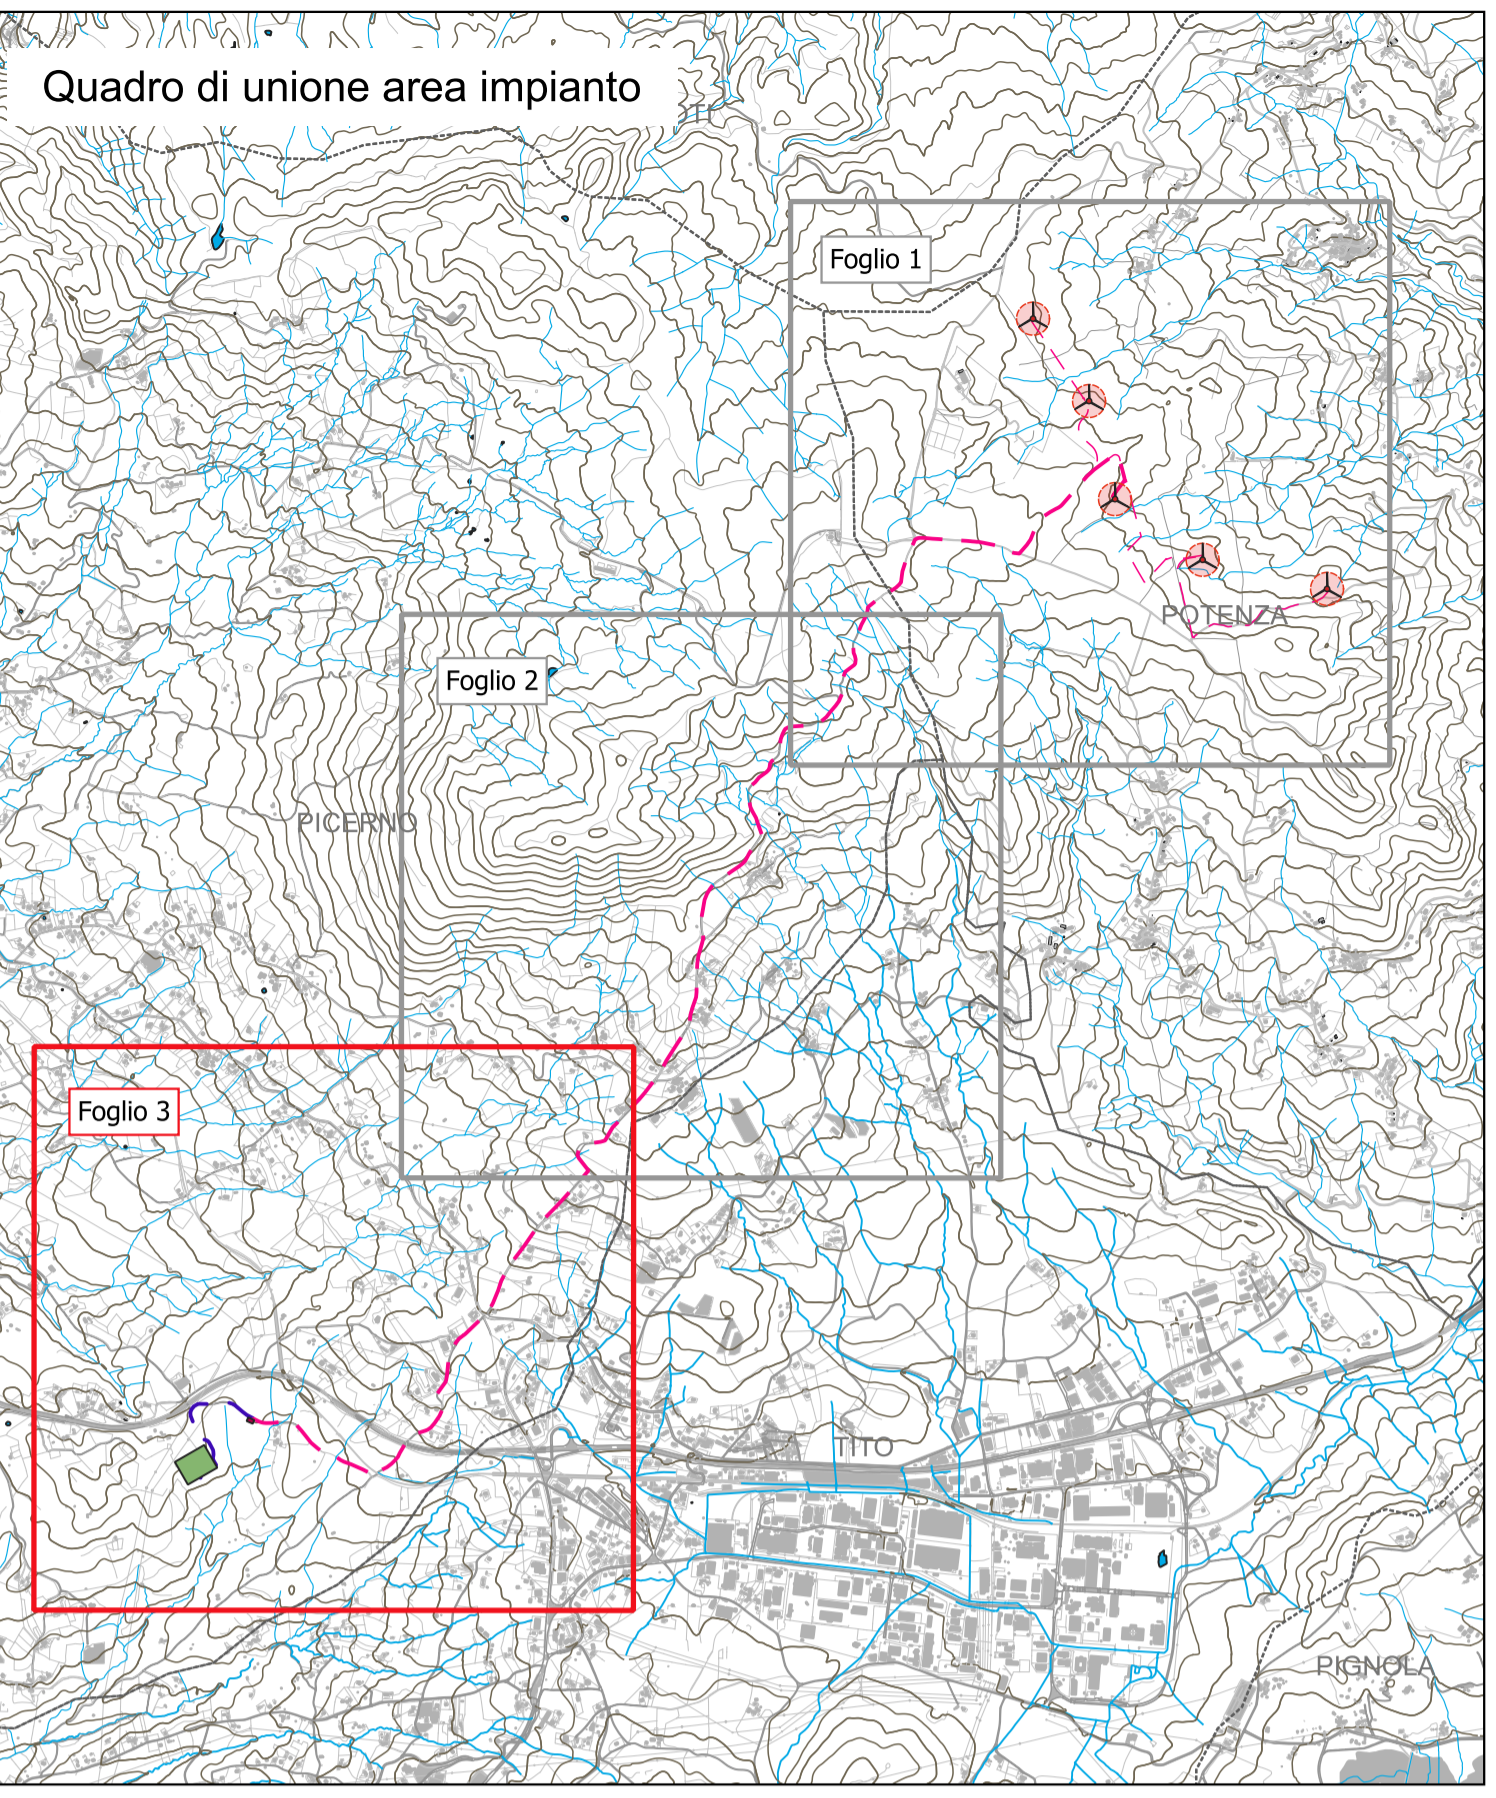 Quadro di unione area impianto
Foglio 1
POTENZA
Foglio 2
PICERNO
Foglio 3
TITO
PIGNOLA